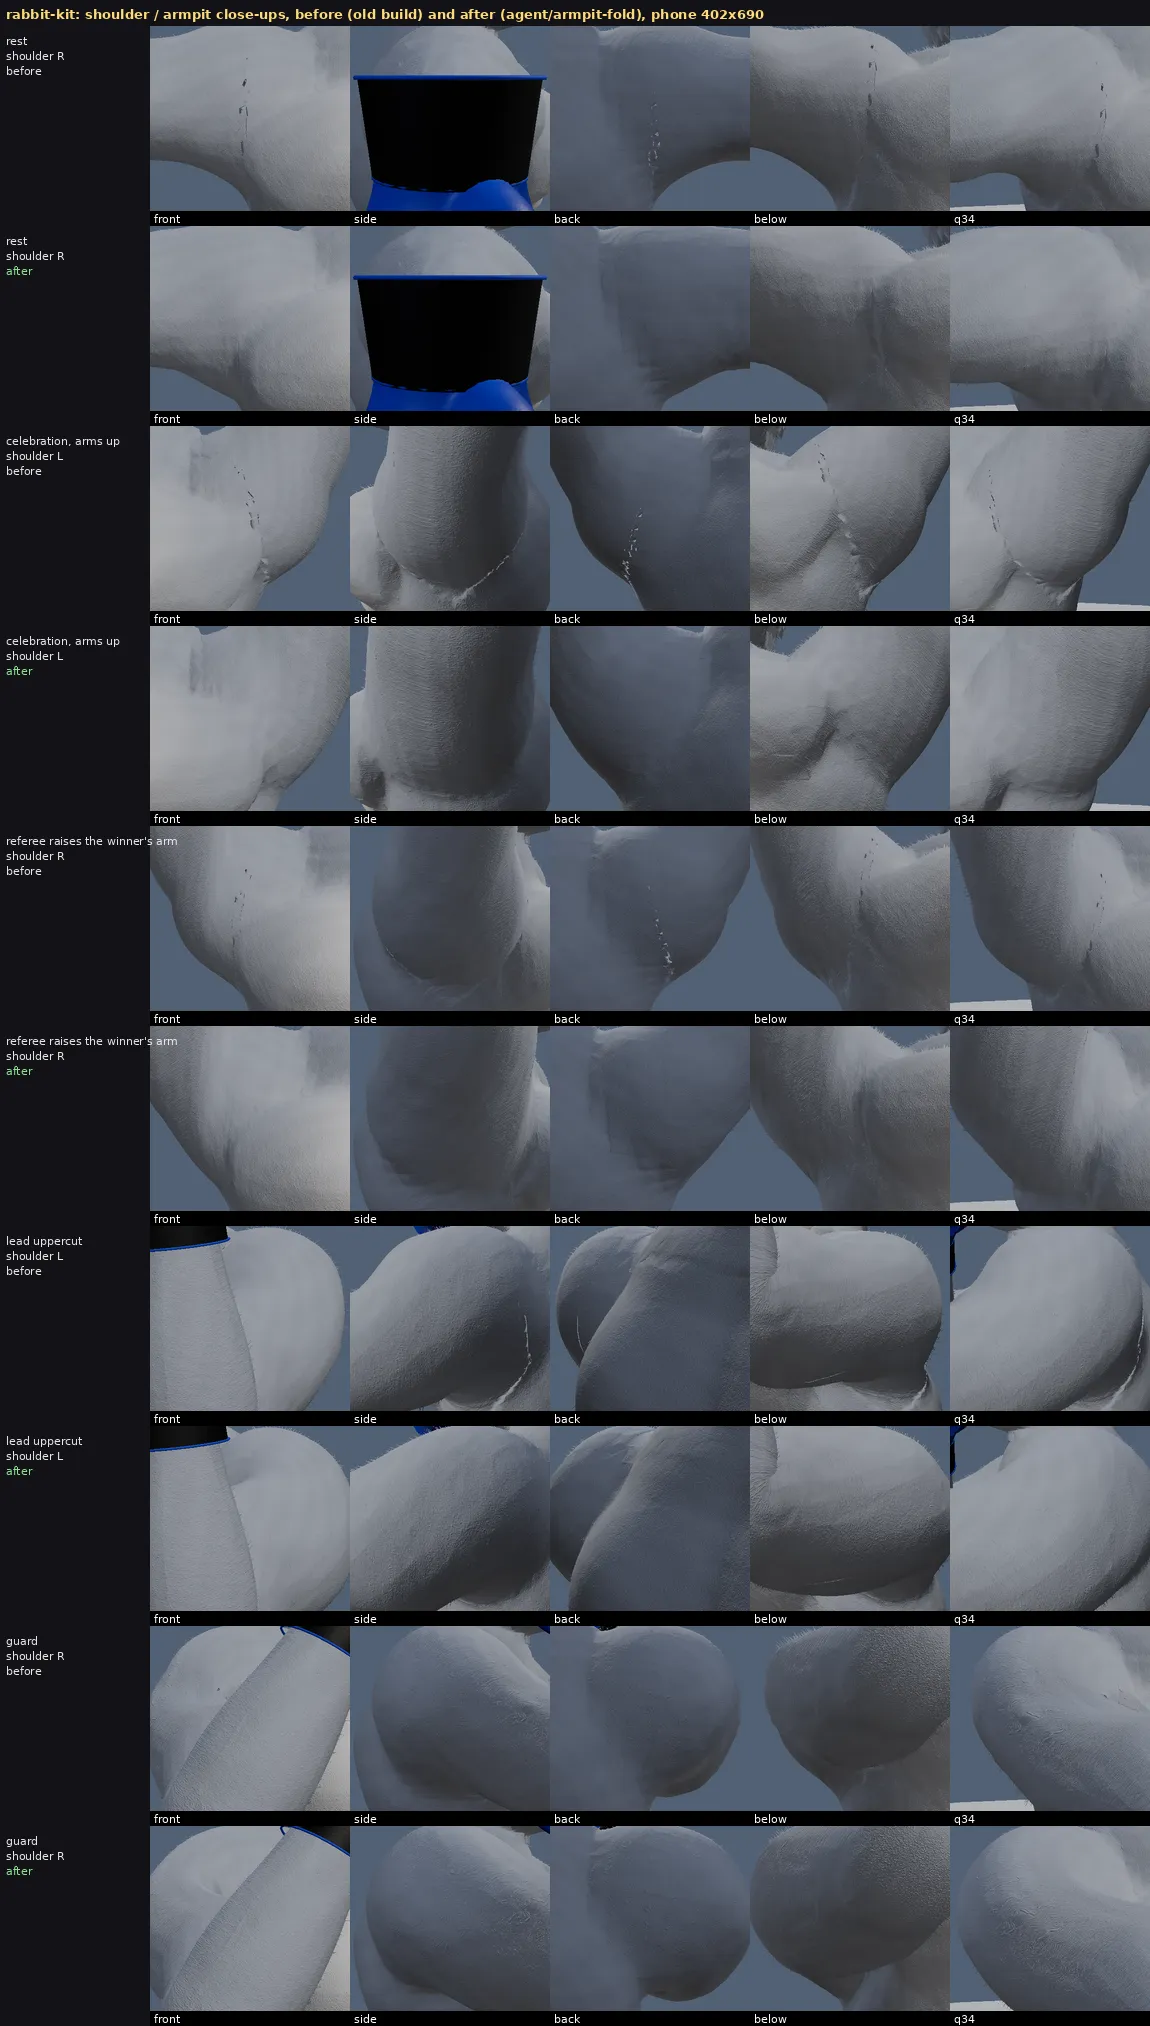 rabbit-kit: shoulder / armpit close-ups, before (old build) and after (agent/armpit-fold), phone 402x690
rest
shoulder R
before
front side back below q34
rest
shoulder R
after
front side back below q34
celebration, arms up
shoulder L
before
front side back below q34
celebration, arms up
shoulder L
after
front side back below q34
referee raises the winner's arm
shoulder R
before
front side back below q34
referee raises the winner's arm
shoulder R
after
front side back below q34
lead uppercut
shoulder L
before
front side back below q34
lead uppercut
shoulder L
after
front side back below q34
guard
shoulder R
before
front side back below q34
guard
shoulder R
after
front side back below q34